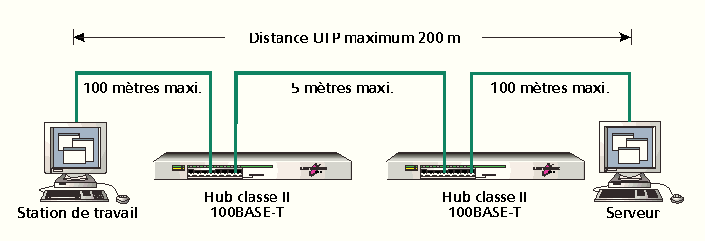 Distance UTP maximum 200 m
100 mètres maxi.
5 mètres maxi.
100 mètres maxi.
Station de travail
Hub classe II
100BASE-T
Hub classe II
100BASE-T
Serveur